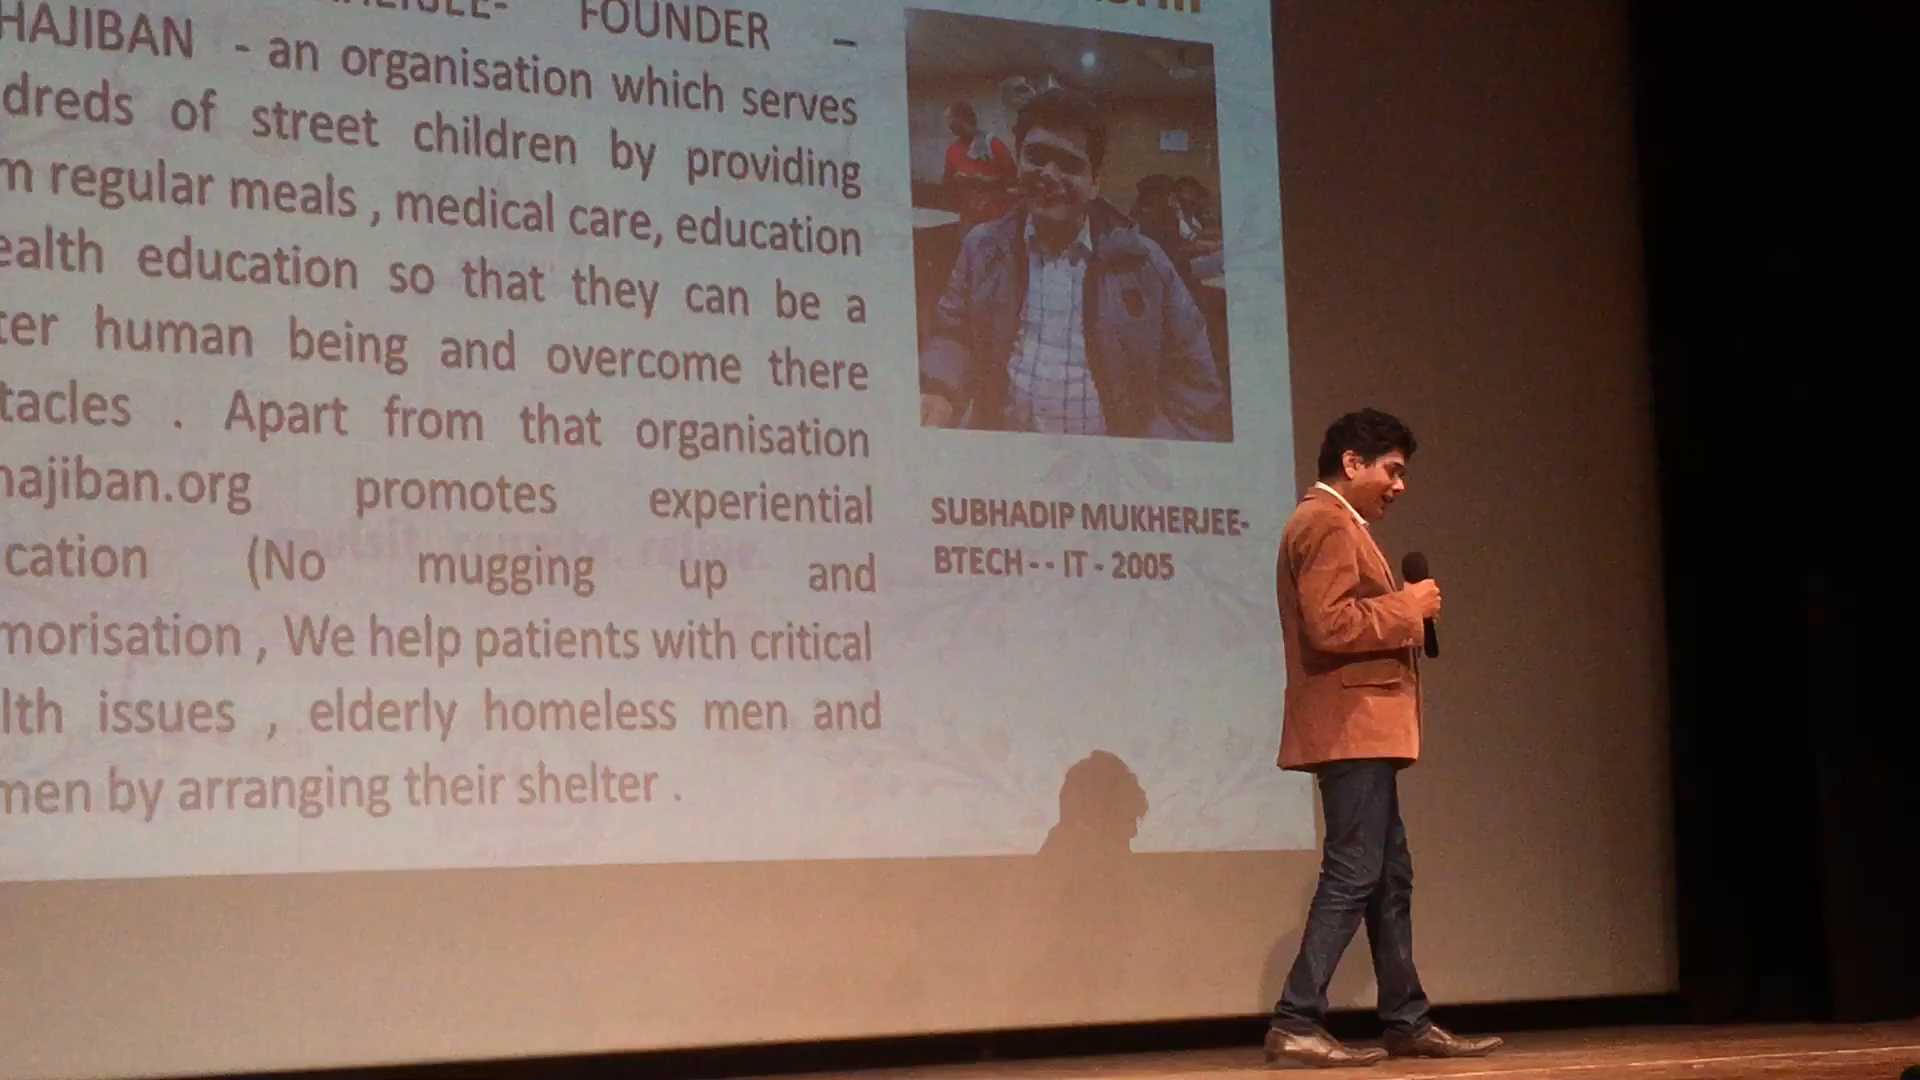 FOUNDER –
HAJIBAN - an organisation which serves
dreds of street children by providing
m regular meals , medical care, education
ealth education so that they can be a
ter human being and overcome there
tacles . Apart from that organisation
hajiban.org promotes experiential
cation (No mugging up and
morisation , We help patients with critical
lth issues , elderly homeless men and
men by arranging their shelter .
SUBHADIP MUKHERJEE-
BTECH - - IT - 2005